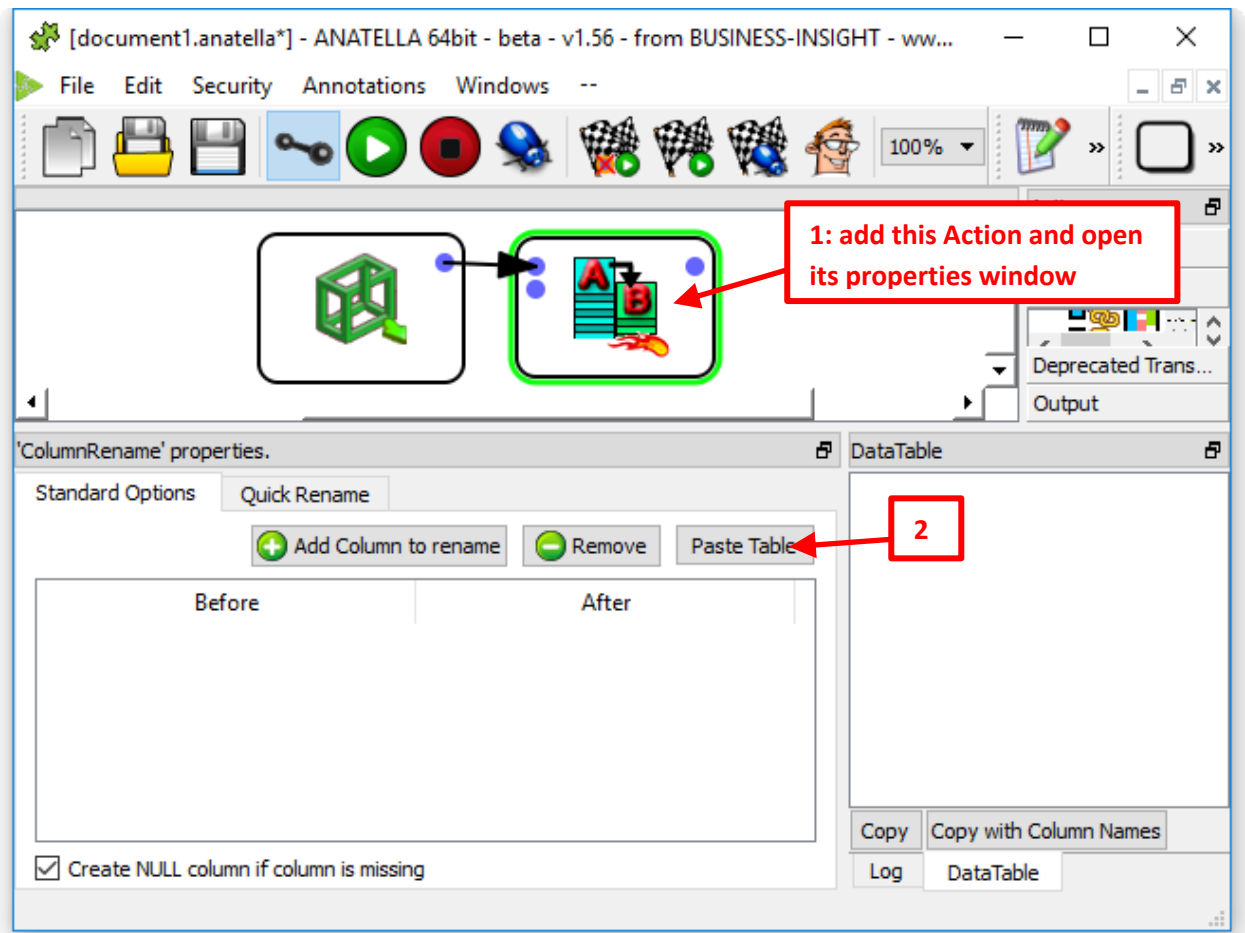 [document1.anatella*] - ANATELLA 64bit - beta - v1.56 - from BUSINESS-INSIGHT - ww...
File Edit Security Annotations Windows --
100%
1: add this Action and open
its properties window
A
B
Deprecated Trans...
Output
'ColumnRename' properties.
DataTable
Standard Options Quick Rename
Add Column to rename Remove Paste Table
2
Before After
Copy Copy with Column Names
Create NULL column if column is missing
Log DataTable